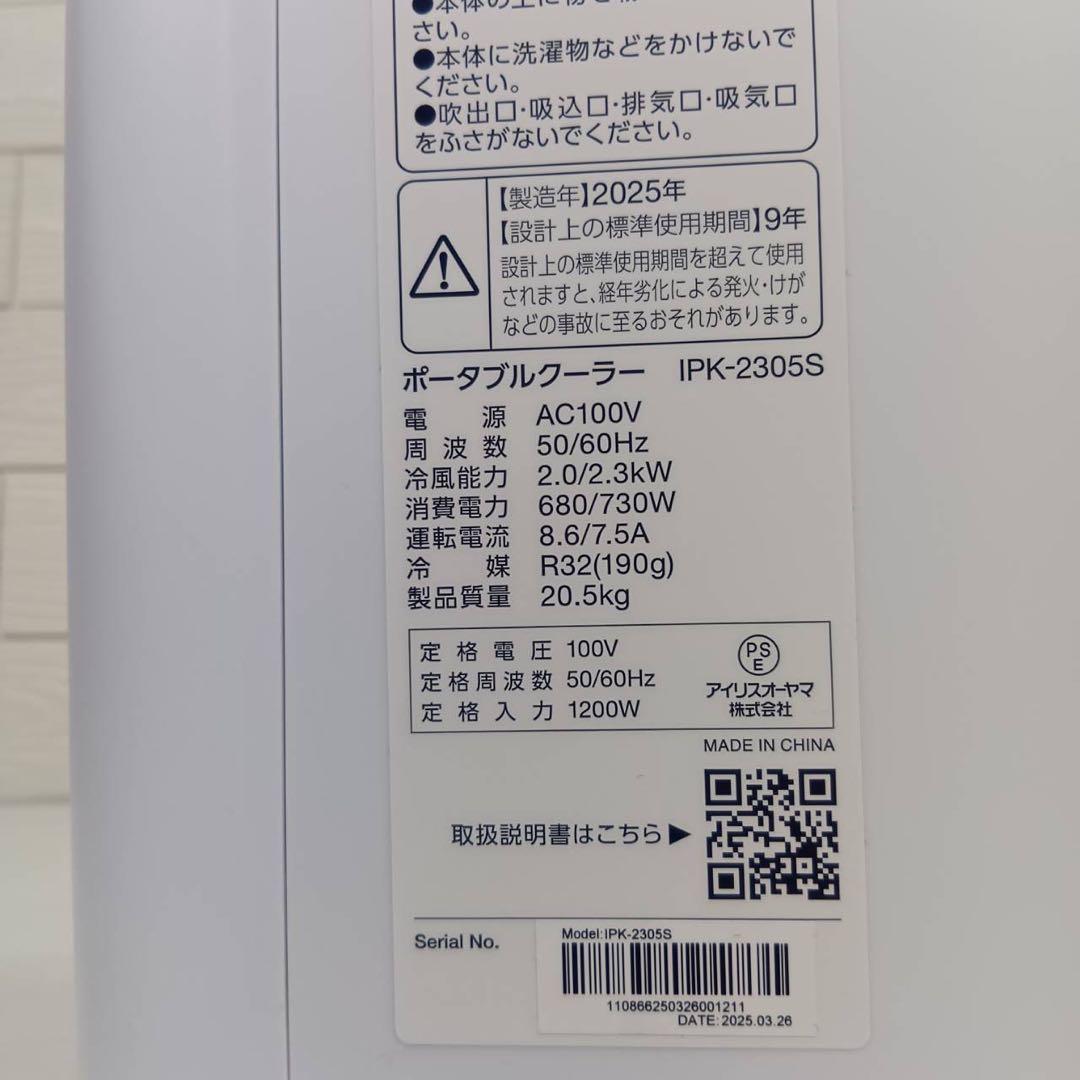 ●本体の上に物を
さい。
●本体に洗濯物などをかけないで
ください。
●吹出口・吸込口・排気口・吸気口
をふさがないでください。
【製造年】2025年
【設計上の標準使用期間】9年
設計上の標準使用期間を超えて使用
されますと、経年劣化による発火・けが
などの事故に至るおそれがあります。
ポータブルクーラー IPK-2305S
電源 AC100V
周波数 50/60Hz
冷風能力 2.0/2.3kW
消費電力 680/730W
運転電流 8.6/7.5A
冷媒 R32(190g)
製品質量 20.5kg
定格電圧 100V
定格周波数 50/60Hz
定格入力 1200W
PS
E
アイリスオーヤマ
株式会社
MADE IN CHINA
取扱説明書はこちら▶
Serial No.
Model:IPK-2305S
110866250326001211
DATE: 2025.03.26